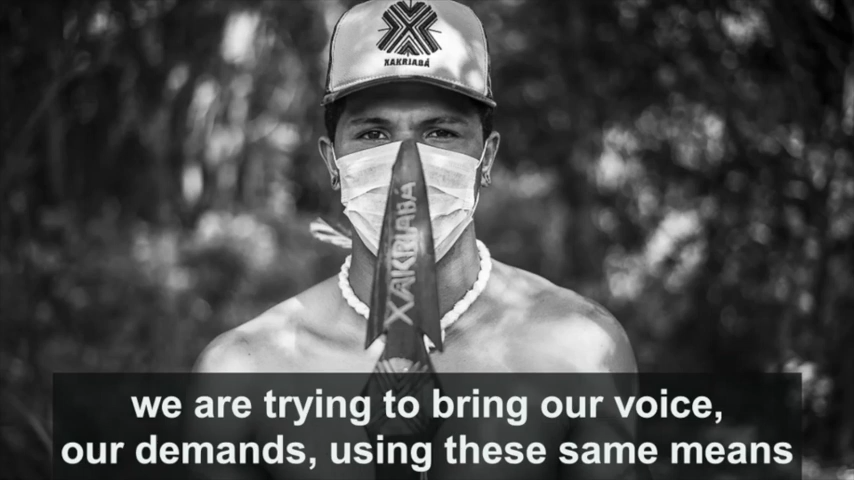 XAKRIABÁ
XAKRIABÁ
we are trying to bring our voice,
our demands, using these same means